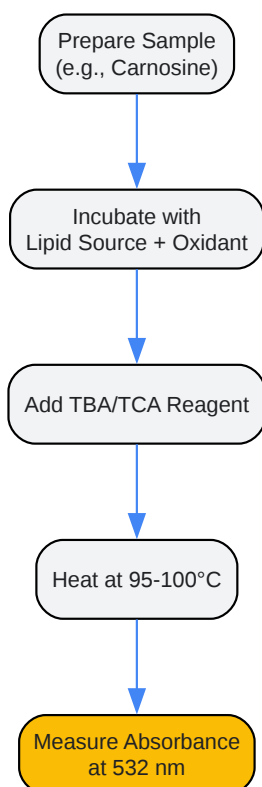 Prepare Sample
(e.g., Carnosine)
Incubate with
Lipid Source + Oxidant
Add TBA/TCA Reagent
Heat at 95-100°C
Measure Absorbance
at 532 nm